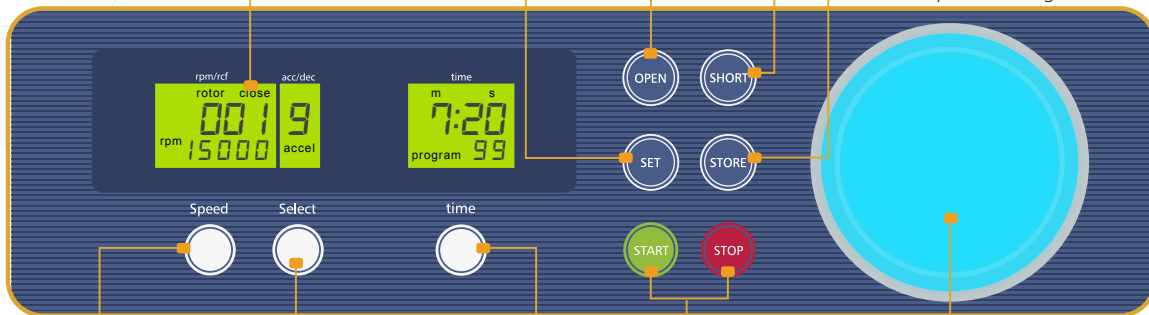 rpm/rcf acc/dec
rotor close
001 9
rpm 15000 accel
time
m s
7:20
program 99
OPEN SHORT
SET STORE
Speed Select time
START STOP